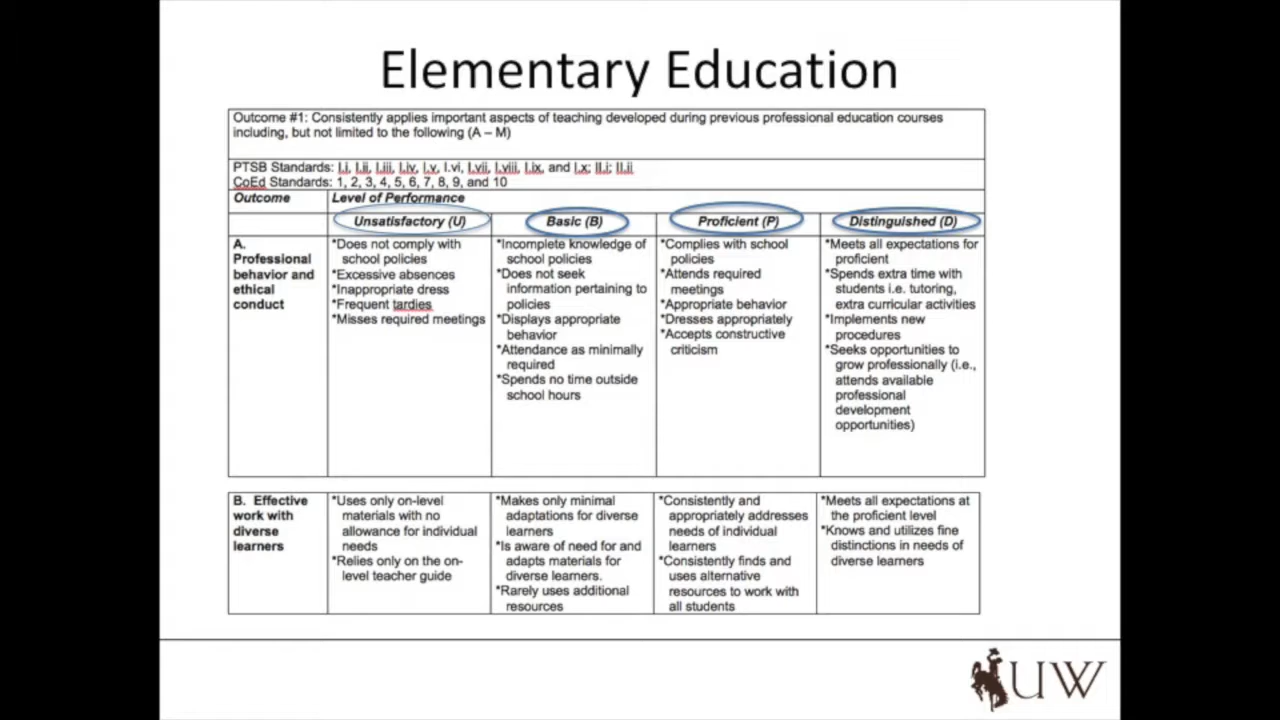 Elementary Education
Outcome #1: Consistently applies important aspects of teaching developed during previous professional education courses
including, but not limited to the following (A – M)
PTSB Standards: I.i, I.ii, I.iii, I.iv, I.v, I.vi, I.vii, I.viii, I.ix, and I.x; II.i; II.ii
CoEd Standards: 1, 2, 3, 4, 5, 6, 7, 8, 9, and 10
Outcome
Level of Performance
Unsatisfactory (U)
Basic (B)
Proficient (P)
Distinguished (D)
A.
Professional
behavior and
ethical
conduct
*Does not comply with
school policies
*Excessive absences
*Inappropriate dress
*Frequent tardies
*Misses required meetings
*Incomplete knowledge of
school policies
*Does not seek
information pertaining to
policies
*Displays appropriate
behavior
*Attendance as minimally
required
*Spends no time outside
school hours
*Complies with school
policies
*Attends required
meetings
*Appropriate behavior
*Dresses appropriately
*Accepts constructive
criticism
*Meets all expectations for
proficient
*Spends extra time with
students i.e. tutoring,
extra curricular activities
*Implements new
procedures
*Seeks opportunities to
grow professionally (i.e.,
attends available
professional
development
opportunities)
B. Effective
work with
diverse
learners
*Uses only on-level
materials with no
allowance for individual
needs
*Relies only on the on-
level teacher guide
*Makes only minimal
adaptations for diverse
learners
*Is aware of need for and
adapts materials for
diverse learners.
*Rarely uses additional
resources
*Consistently and
appropriately addresses
needs of individual
learners
*Consistently finds and
uses alternative
resources to work with
all students
*Meets all expectations at
the proficient level
*Knows and utilizes fine
distinctions in needs of
diverse learners
UW